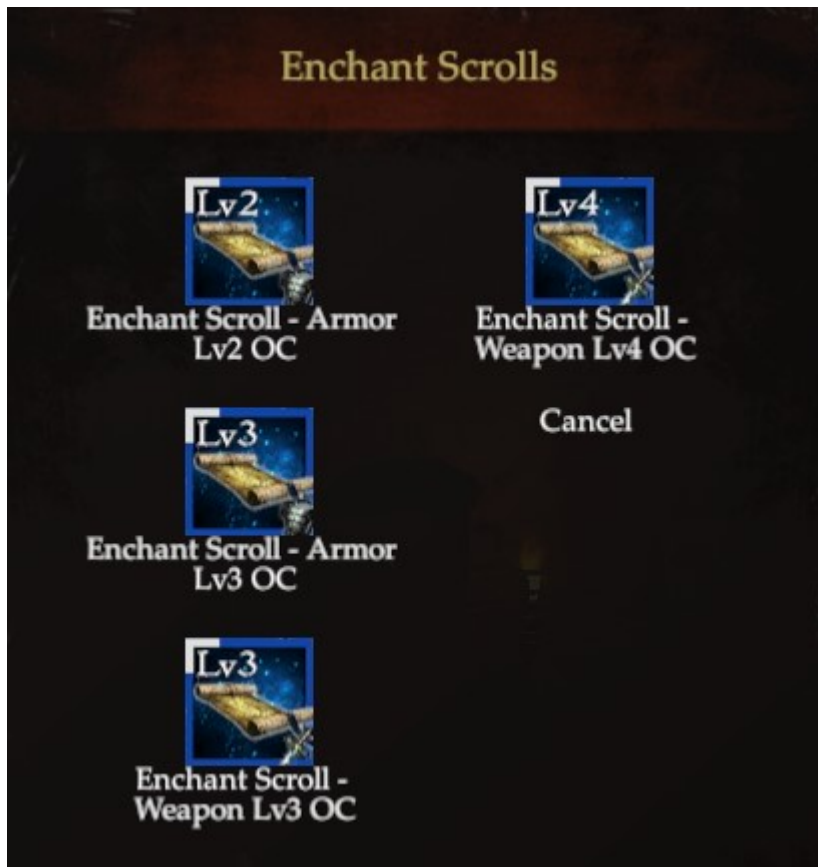 Enchant Scrolls
Lv2
Enchant Scroll - Armor
Lv2 OC
Lv3
Enchant Scroll - Armor
Lv3 OC
Lv3
Enchant Scroll -
Weapon Lv3 OC
Lv4
Enchant Scroll -
Weapon Lv4 OC
Cancel